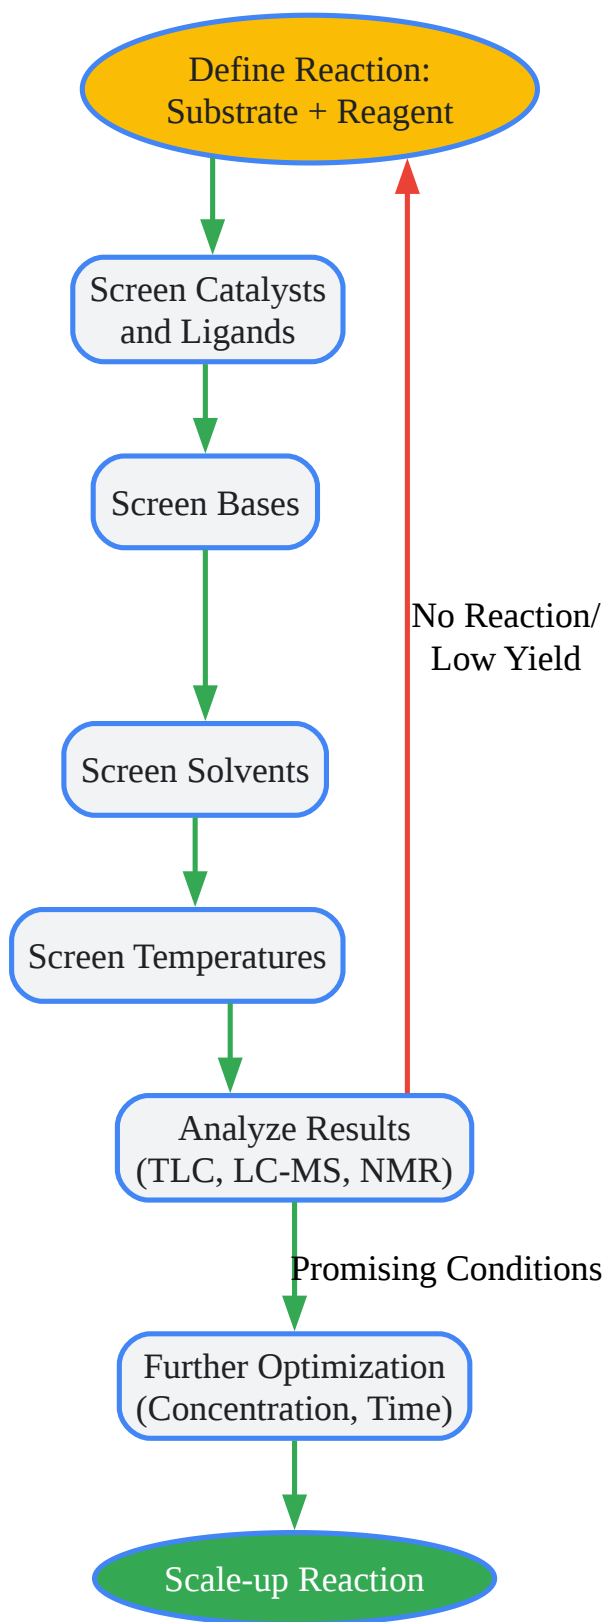 Define Reaction:
Substrate + Reagent
Screen Catalysts
and Ligands
Screen Bases
No Reaction/
Low Yield
Screen Solvents
Screen Temperatures
Analyze Results
(TLC, LC-MS, NMR)
Promising Conditions
Further Optimization
(Concentration, Time)
Scale-up Reaction